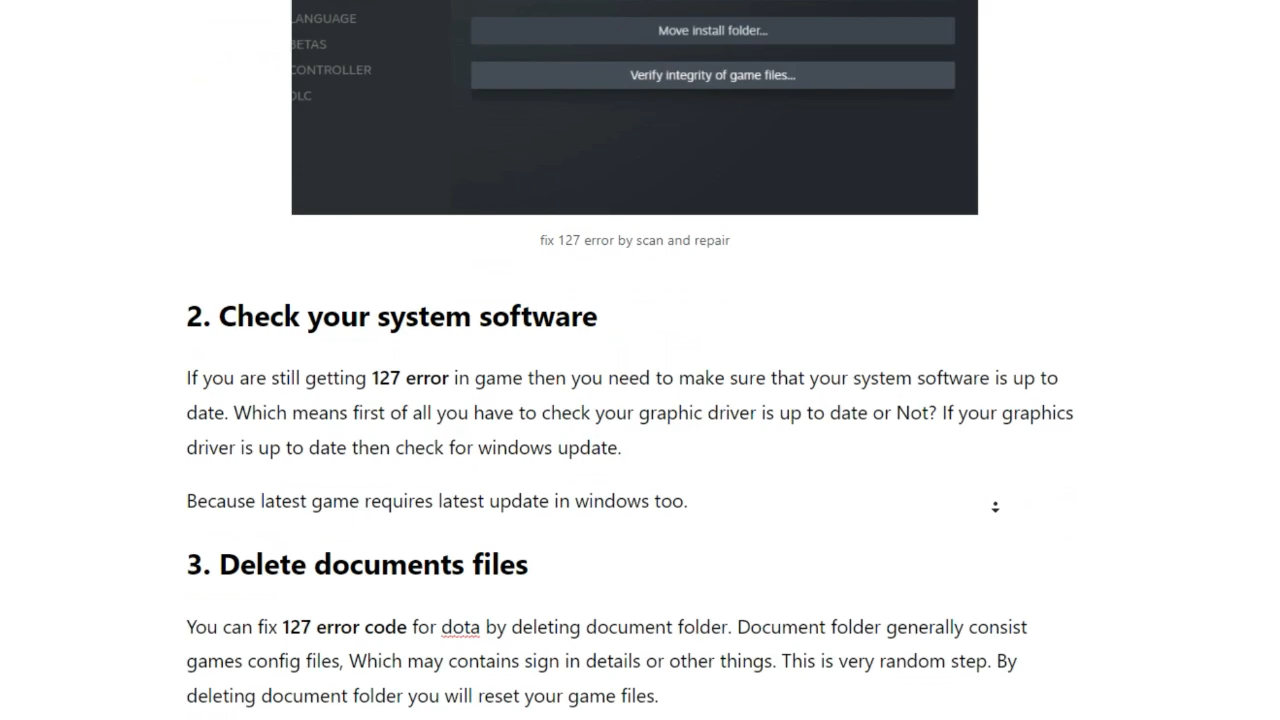 LANGUAGE
Move install folder...
BETAS
CONTROLLER
Verify integrity of game files...
DLC
fix 127 error by scan and repair
2. Check your system software
If you are still getting 127 error in game then you need to make sure that your system software is up to
date. Which means first of all you have to check your graphic driver is up to date or Not? If your graphics
driver is up to date then check for windows update.
Because latest game requires latest update in windows too.
3. Delete documents files
You can fix 127 error code for dota by deleting document folder. Document folder generally consist
games config files, Which may contains sign in details or other things. This is very random step. By
deleting document folder you will reset your game files.